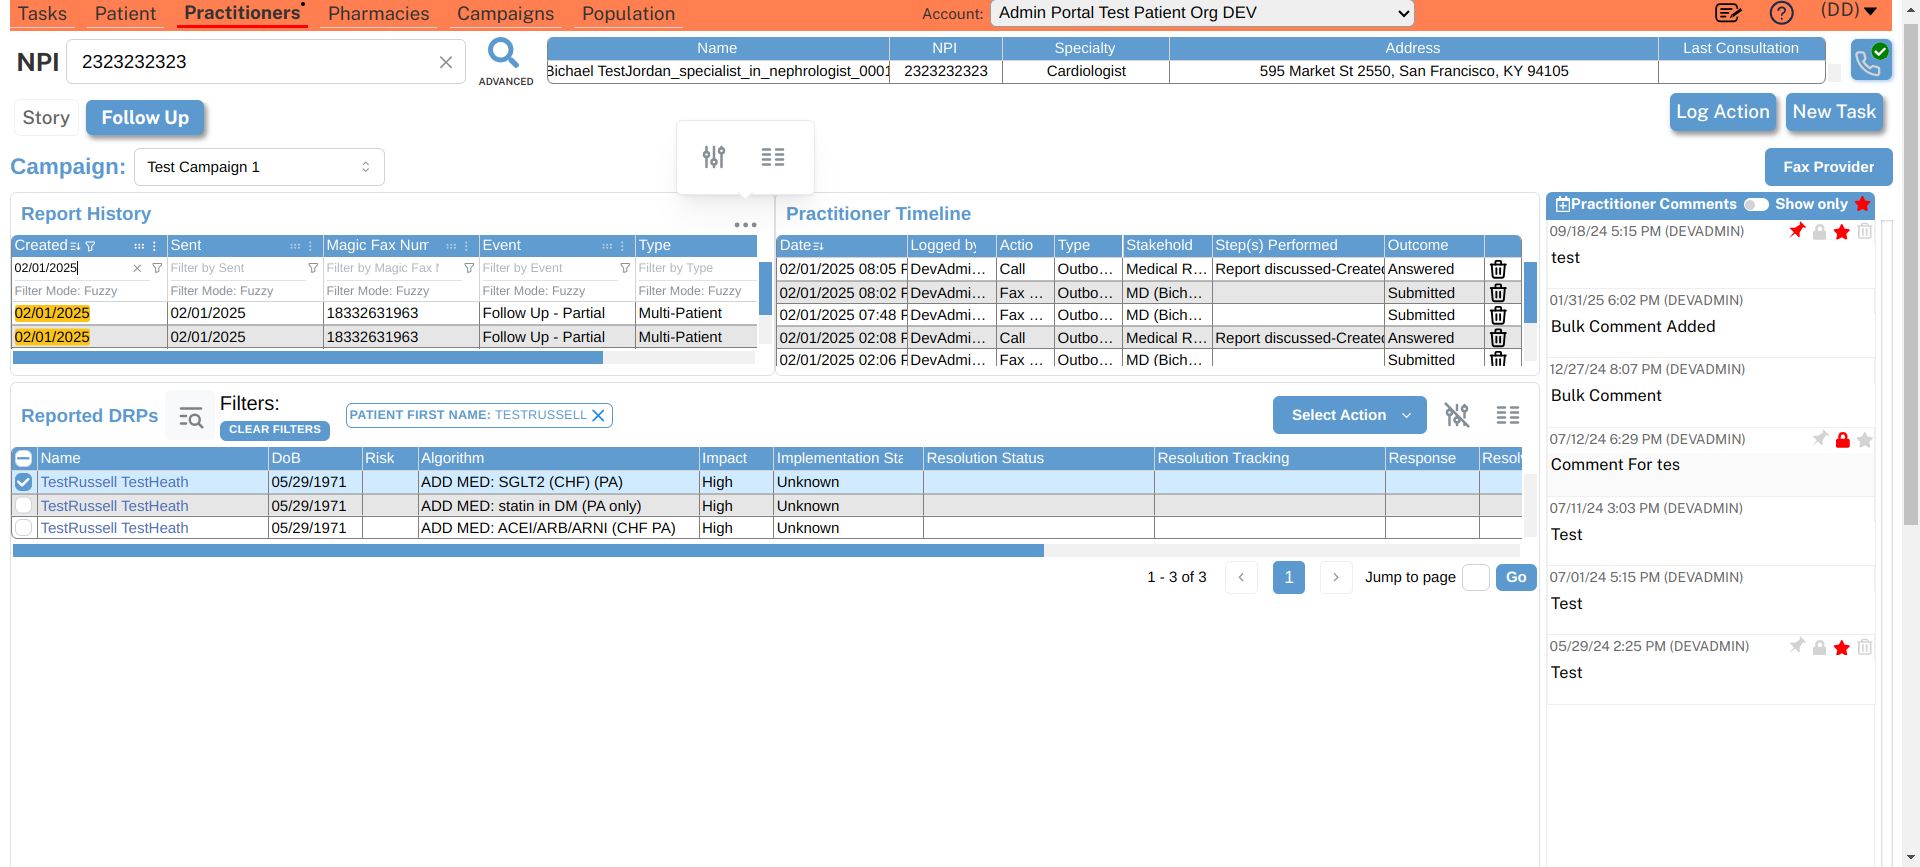 Tasks Patient Practitioners Pharmacies Campaigns Population Account: Admin Portal Test Patient Org DEV (DD)
NPI 2323232323 ADVANCED
Name NPI Specialty Address Last Consultation
Bichael TestJordan_specialist_in_nephrologist_0001 2323232323 Cardiologist 595 Market St 2550, San Francisco, KY 94105
Story Follow Up Log Action New Task
Campaign: Test Campaign 1 Fax Provider
Report History
Created Sent Magic Fax Num Event Type
02/01/2025 Filter by Sent Filter by Magic Fax N Filter by Event Filter by Type
Filter Mode: Fuzzy Filter Mode: Fuzzy Filter Mode: Fuzzy Filter Mode: Fuzzy Filter Mode: Fuzzy
02/01/2025 02/01/2025 18332631963 Follow Up - Partial Multi-Patient
02/01/2025 02/01/2025 18332631963 Follow Up - Partial Multi-Patient
Practitioner Timeline
Date Logged by Actio Type Stakehold Step(s) Performed Outcome
02/01/2025 08:05 P DevAdmi... Call Outbo... Medical R... Report discussed-Created Answered
02/01/2025 08:02 P DevAdmi... Fax ... Outbo... MD (Bich... Submitted
02/01/2025 07:48 P DevAdmi... Fax ... Outbo... MD (Bich... Submitted
02/01/2025 02:08 P DevAdmi... Call Outbo... Medical R... Report discussed-Created Answered
02/01/2025 02:06 P DevAdmi... Fax ... Outbo... MD (Bich... Submitted
Practitioner Comments Show only
09/18/24 5:15 PM (DEVADMIN)
test
01/31/25 6:02 PM (DEVADMIN)
Bulk Comment Added
12/27/24 8:07 PM (DEVADMIN)
Bulk Comment
07/12/24 6:29 PM (DEVADMIN)
Comment For tes
07/11/24 3:03 PM (DEVADMIN)
Test
07/01/24 5:15 PM (DEVADMIN)
Test
05/29/24 2:25 PM (DEVADMIN)
Test
Reported DRPs Filters: CLEAR FILTERS PATIENT FIRST NAME: TESTRUSSELL Select Action
Name DoB Risk Algorithm Impact Implementation Sta Resolution Status Resolution Tracking Response Resolv
TestRussell TestHeath 05/29/1971 ADD MED: SGLT2 (CHF) (PA) High Unknown
TestRussell TestHeath 05/29/1971 ADD MED: statin in DM (PA only) High Unknown
TestRussell TestHeath 05/29/1971 ADD MED: ACEI/ARB/ARNI (CHF PA) High Unknown
1 - 3 of 3 1 Jump to page Go